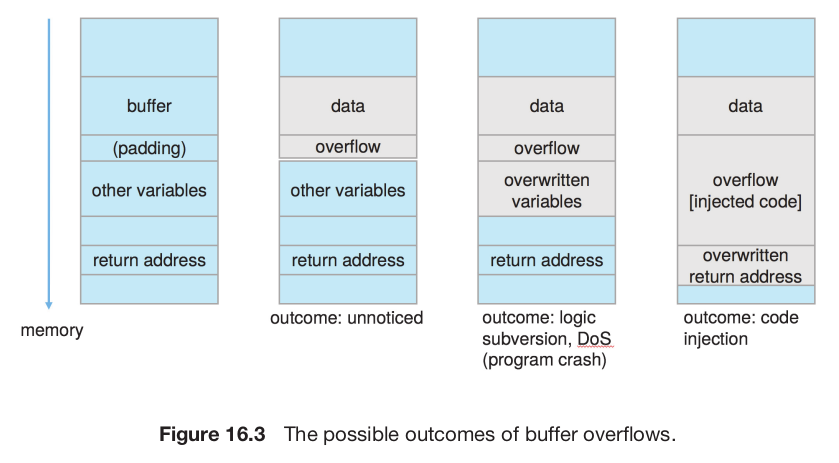 buffer
(padding)
other variables
return address
memory
data
overflow
other variables
return address
outcome: unnoticed
data
overflow
overwritten
variables
return address
outcome: logic
subversion, DoS
(program crash)
data
overflow
[injected code]
overwritten
return address
outcome: code
injection
Figure 16.3 The possible outcomes of buffer overflows.